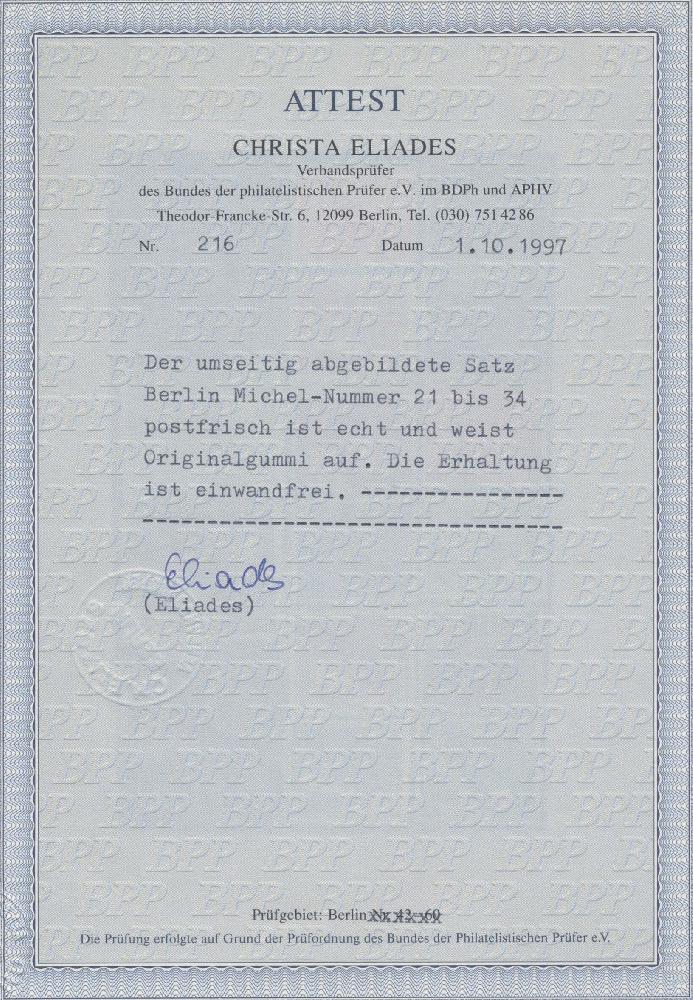 ATTEST
CHRISTA ELIADES
Verbandsprüfer
des Bundes der philatelistischen Prüfer e.V. im BDPh und APHV
Theodor-Francke-Str. 6, 12099 Berlin, Tel. (030) 751 42 86
Nr. 216 Datum 1.10.1997
Der umseitig abgebildete Satz
Berlin Michel-Nummer 21 bis 34
postfrisch ist echt und weist
Originalgummi auf. Die Erhaltung
ist einwandfrei. ----------------
---------------------------------
Eliades
(Eliades)
Prüfgebiet: Berlin Nr. 42–60
Die Prüfung erfolgte auf Grund der Prüfordnung des Bundes der Philatelistischen Prüfer e.V.